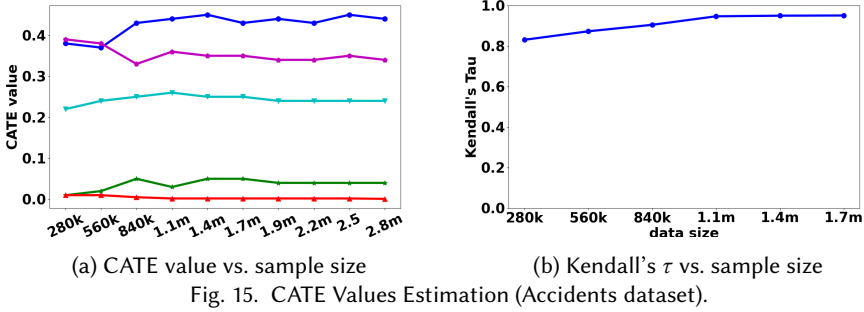 CATE value
0.4
0.3
0.2
0.1
0.0
280k 560k 840k 1.1m 1.4m 1.7m 1.9m 2.2m 2.5 2.8m
(a) CATE value vs. sample size
Kendall's Tau
1.0
0.8
0.6
0.4
0.2
0.0
280k 560k 840k 1.1m 1.4m 1.7m
data size
(b) Kendall's τ vs. sample size
Fig. 15. CATE Values Estimation (Accidents dataset).